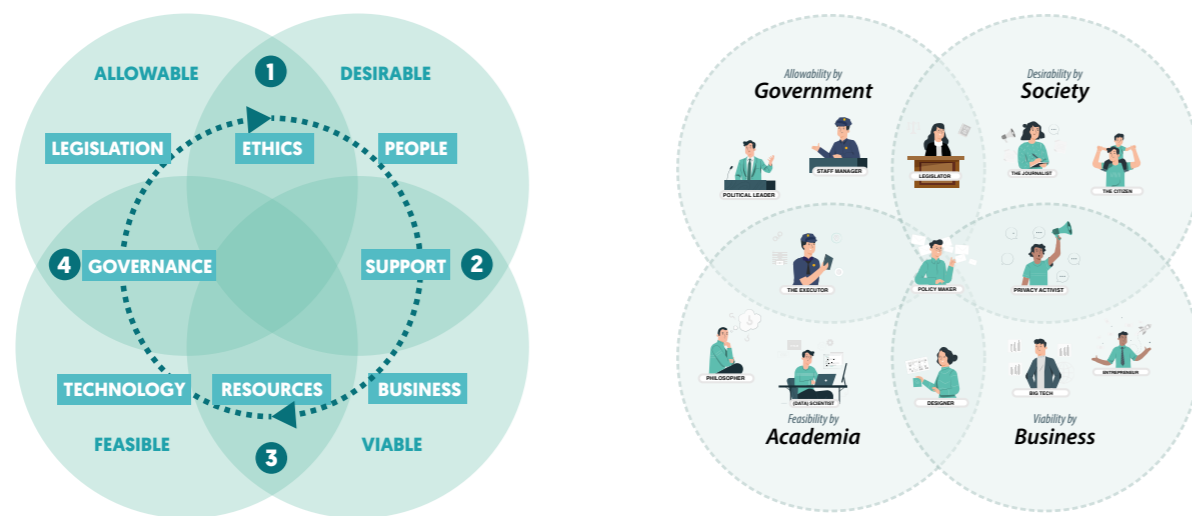 ALLOWABLE
1
DESIRABLE
LEGISLATION
ETHICS
PEOPLE
4
GOVERNANCE
SUPPORT
2
TECHNOLOGY
RESOURCES
BUSINESS
FEASIBLE
3
VIABLE
Allowability by
Government
Desirability by
Society
POLITICAL LEADER
STAFF MANAGER
LEGISLATOR
THE JOURNALIST
THE CITIZEN
THE EXECUTOR
POLICY MAKER
PRIVACY ACTIVIST
PHILOSOPHER
(DATA) SCIENTIST
DESIGNER
BIG TECH
ENTREPRENEUR
Feasibility by
Academia
Viability by
Business